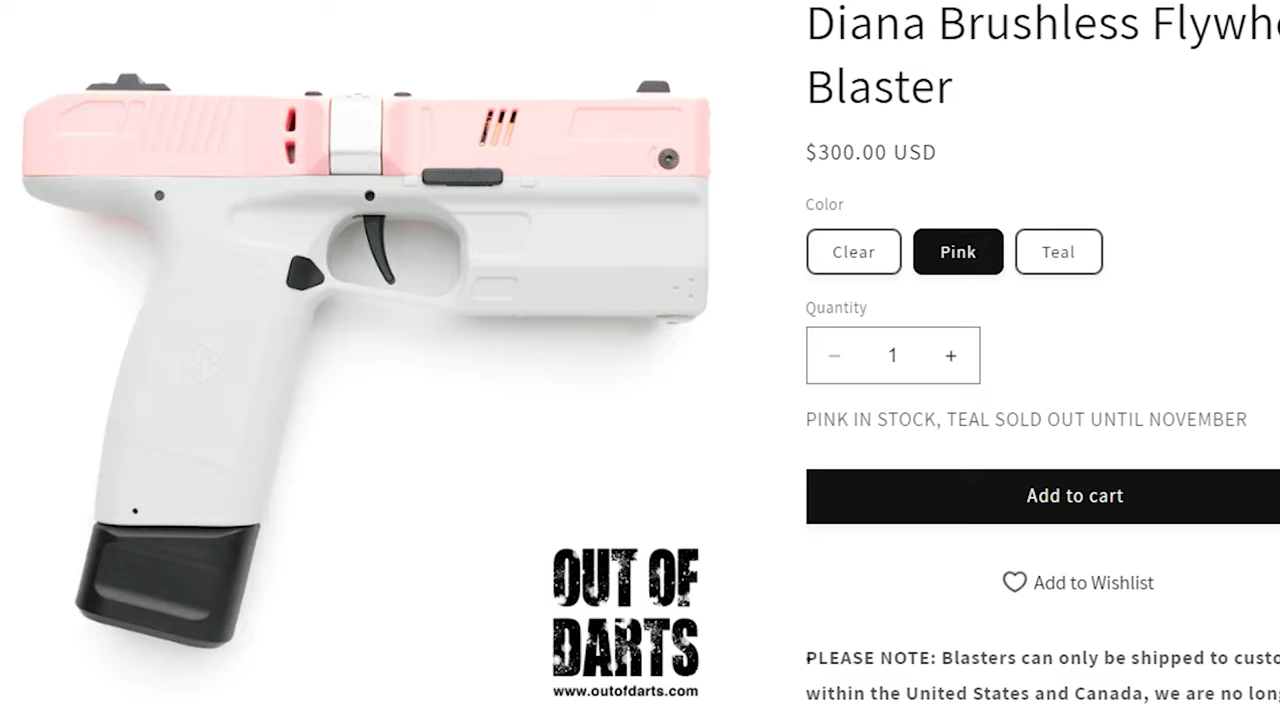 Diana Brushless Flywhe
Blaster
$300.00 USD
Color
Clear
Pink
Teal
Quantity
1
PINK IN STOCK, TEAL SOLD OUT UNTIL NOVEMBER
Add to cart
Add to Wishlist
PLEASE NOTE: Blasters can only be shipped to custo
within the United States and Canada, we are no long
OUT OF
DARTS
www.outofdarts.com